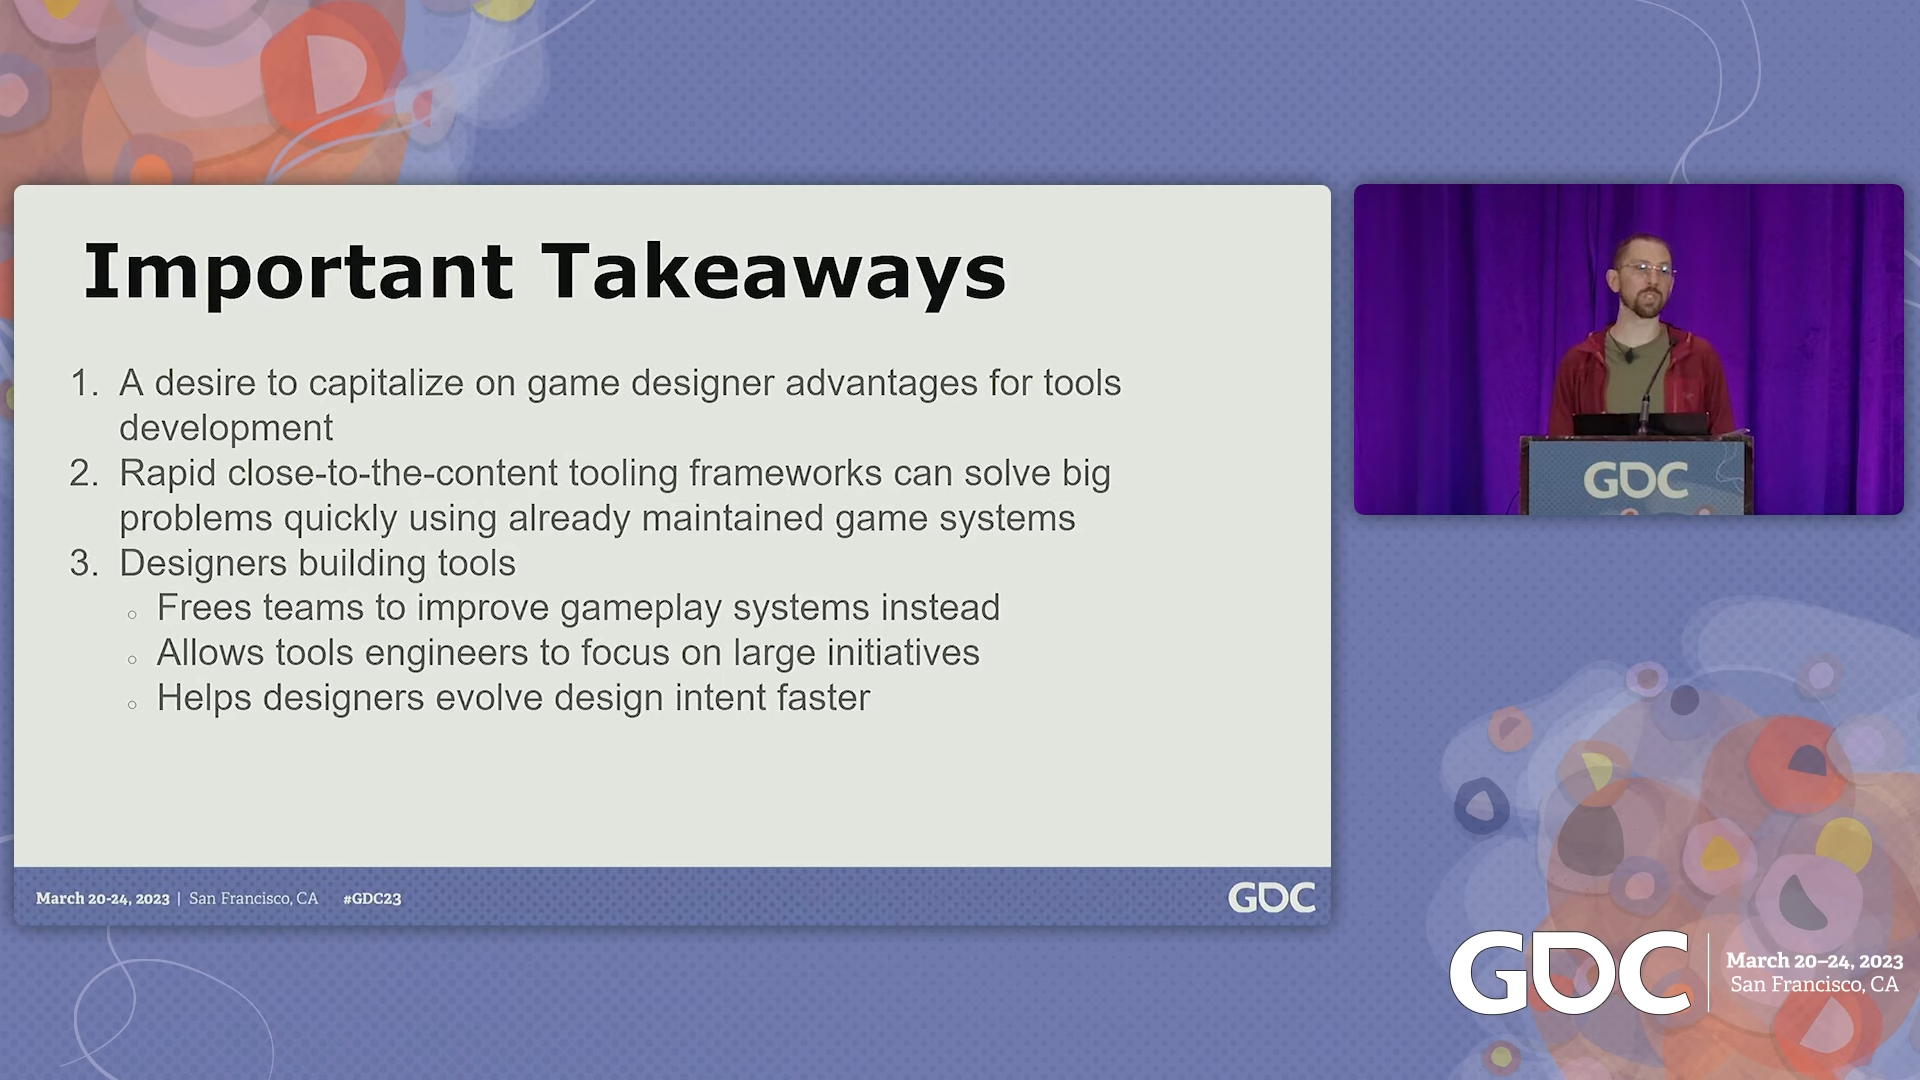 Important Takeaways
1. A desire to capitalize on game designer advantages for tools
development
2. Rapid close-to-the-content tooling frameworks can solve big
problems quickly using already maintained game systems
3. Designers building tools
○ Frees teams to improve gameplay systems instead
○ Allows tools engineers to focus on large initiatives
○ Helps designers evolve design intent faster
March 20-24, 2023 | San Francisco, CA #GDC23
GDC
GDC
GDC
March 20–24, 2023
San Francisco, CA